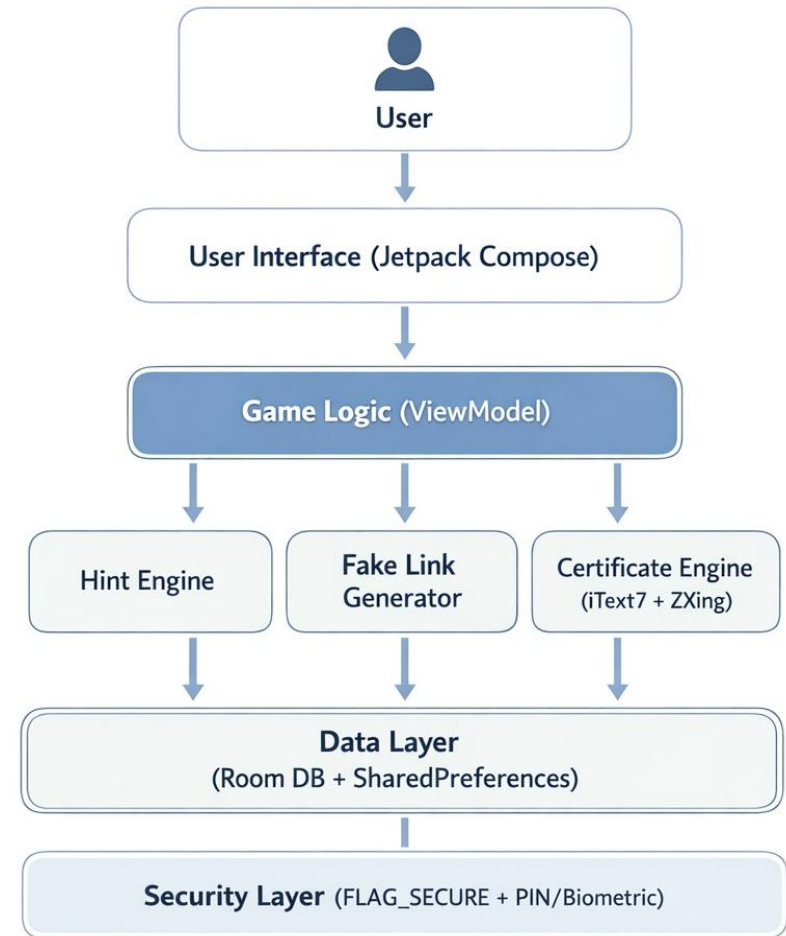 User
User Interface (Jetpack Compose)
Game Logic (ViewModel)
Hint Engine
Fake Link
Generator
Certificate Engine
(iText7 + ZXing)
Data Layer
(Room DB + SharedPreferences)
Security Layer (FLAG_SECURE + PIN/Biometric)